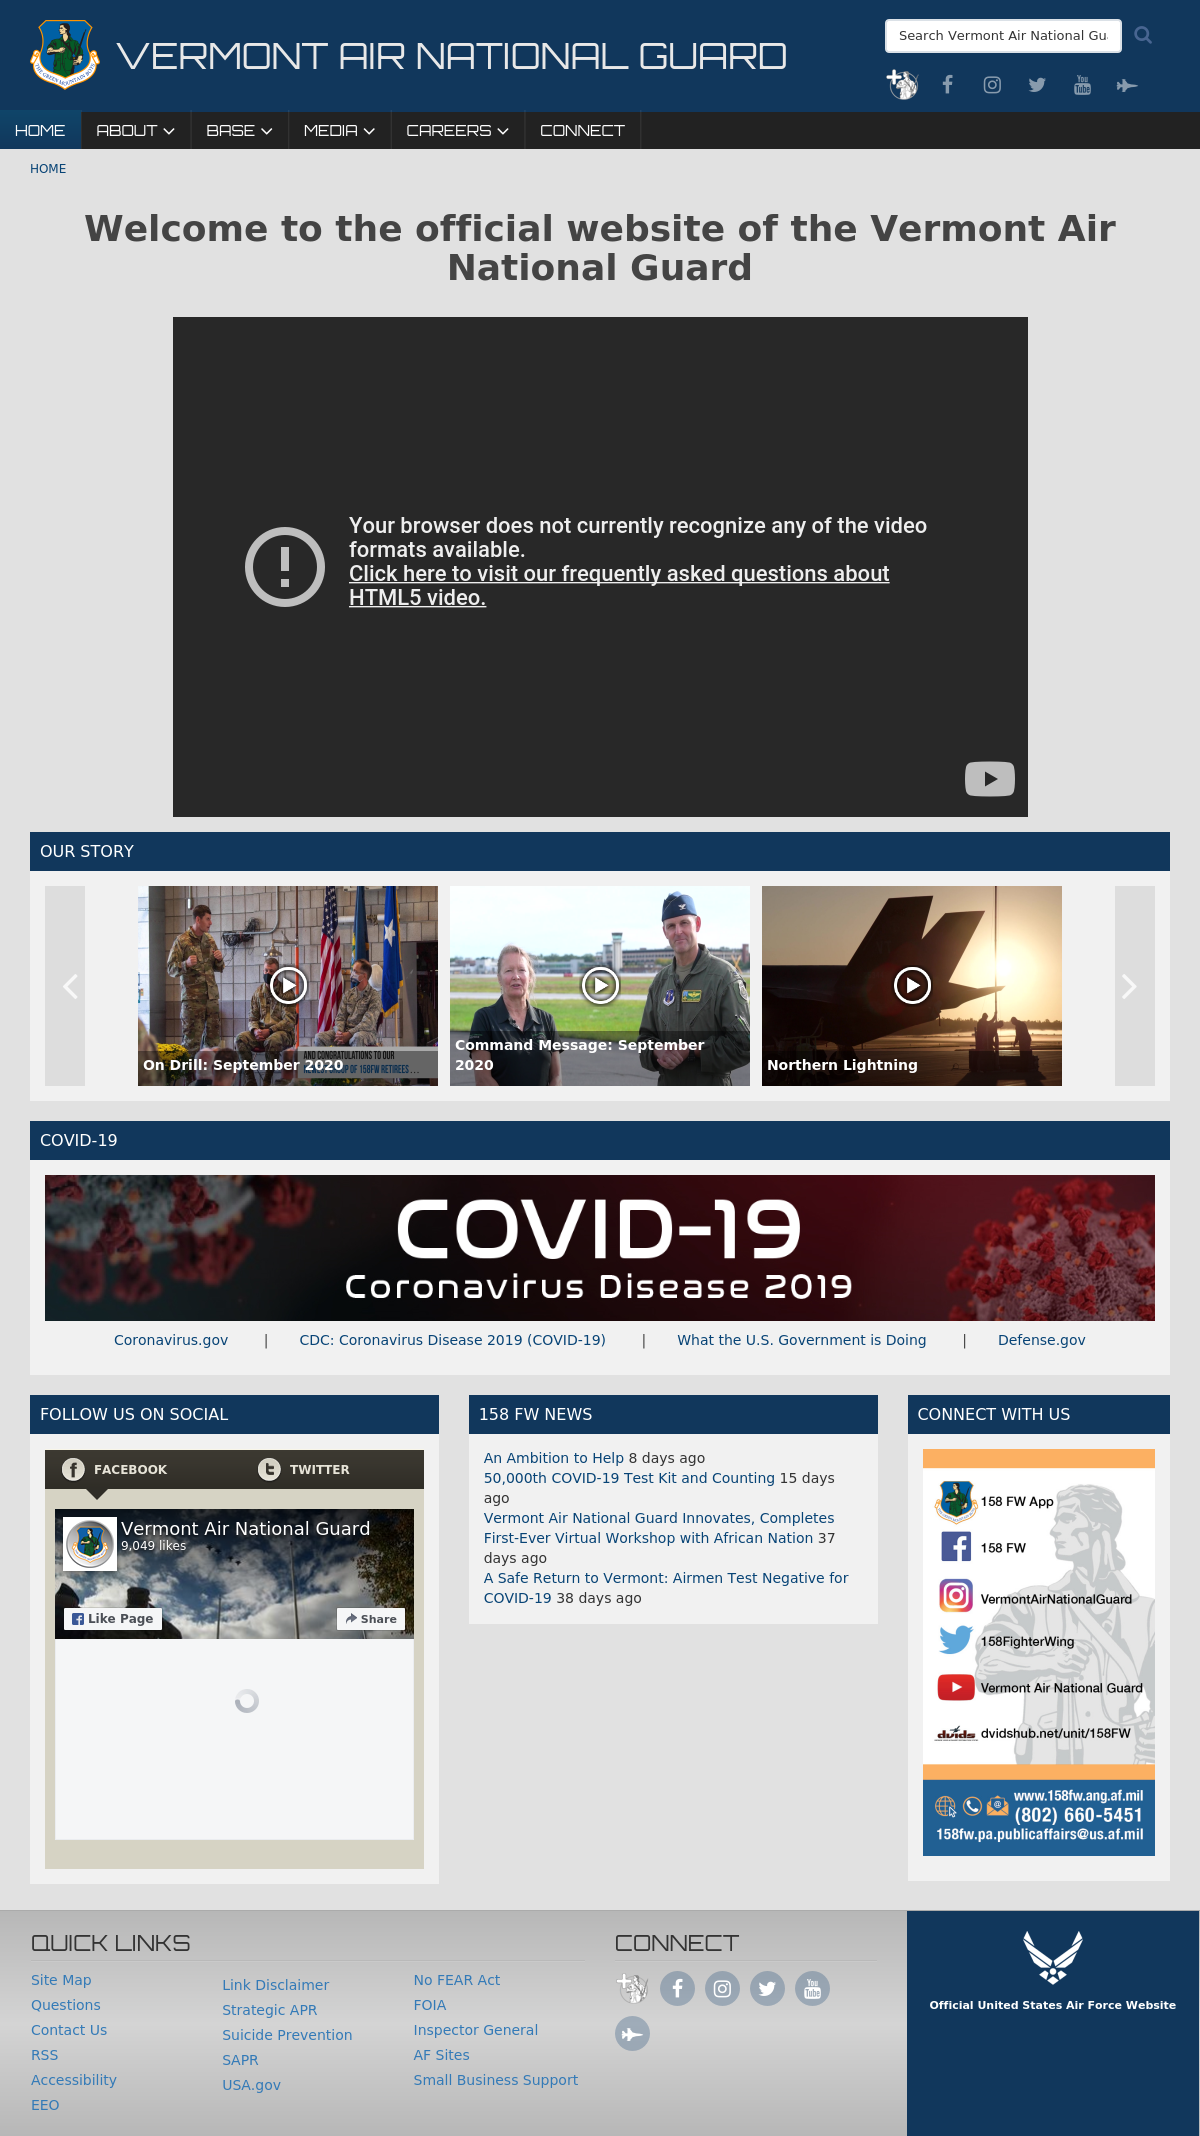 VERMONT AIR NATIONAL GUARD
Search Vermont Air National Gu
HOME ABOUT BASE MEDIA CAREERS CONNECT
HOME
Welcome to the official website of the Vermont Air
National Guard
Your browser does not currently recognize any of the video
formats available.
Click here to visit our frequently asked questions about
HTML5 video.
OUR STORY
AND CONGRATULATIONS TO OUR
OF 158FW RETIREES...
On Drill: September 2020
Command Message: September
2020
Northern Lightning
COVID-19
COVID-19
Coronavirus Disease 2019
Coronavirus.gov | CDC: Coronavirus Disease 2019 (COVID-19) | What the U.S. Government is Doing | Defense.gov
FOLLOW US ON SOCIAL
FACEBOOK TWITTER
Vermont Air National Guard
9,049 likes
Like Page Share
158 FW NEWS
An Ambition to Help 8 days ago
50,000th COVID-19 Test Kit and Counting 15 days
ago
Vermont Air National Guard Innovates, Completes
First-Ever Virtual Workshop with African Nation 37
days ago
A Safe Return to Vermont: Airmen Test Negative for
COVID-19 38 days ago
CONNECT WITH US
158 FW App
158 FW
VermontAirNationalGuard
158FighterWing
Vermont Air National Guard
dvids dvidshub.net/unit/158FW
www.158fw.ang.af.mil
(802) 660-5451
158fw.pa.publicaffairs@us.af.mil
QUICK LINKS
Site Map
Questions
Contact Us
RSS
Accessibility
EEO
Link Disclaimer
Strategic APR
Suicide Prevention
SAPR
USA.gov
No FEAR Act
FOIA
Inspector General
AF Sites
Small Business Support
CONNECT
You
Tube
Official United States Air Force Website